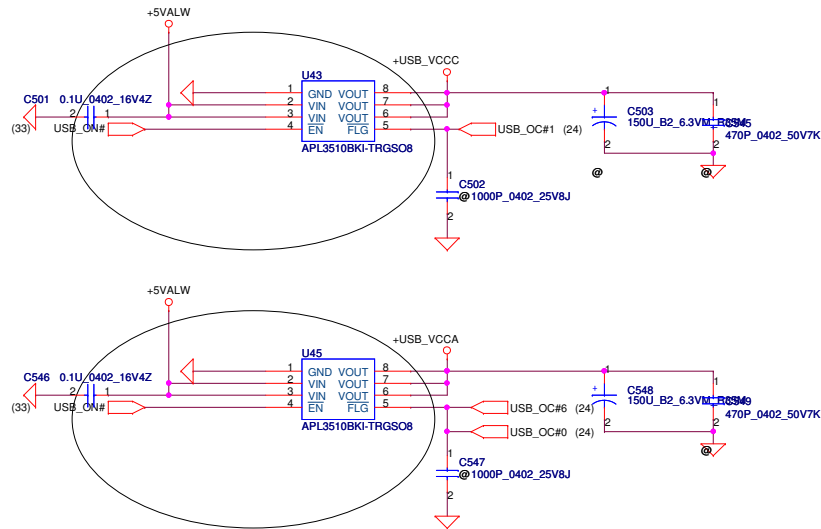 +5VALW
U43
+USB_VCCC
C501 0.1U_0402_16V4Z
1 GND VOUT 8
2 VIN VOUT 7
3 VIN VOUT 6
4 EN FLG 5
2 1
(33) USB_ON#
APL3510BKI-TRGSO8
USB_OC#1 (24)
1
C502
@ 1000P_0402_25V8J
2
1
+
C503
150U_B2_6.3VM
2
@
1
470P_0402_50V7K
2
@
+5VALW
U45
+USB_VCCA
C546 0.1U_0402_16V4Z
1 GND VOUT 8
2 VIN VOUT 7
3 VIN VOUT 6
4 EN FLG 5
2 1
(33) USB_ON#
APL3510BKI-TRGSO8
USB_OC#6 (24)
USB_OC#0 (24)
1
C547
@ 1000P_0402_25V8J
2
1
+
C548
150U_B2_6.3VM
2
1
470P_0402_50V7K
2
@